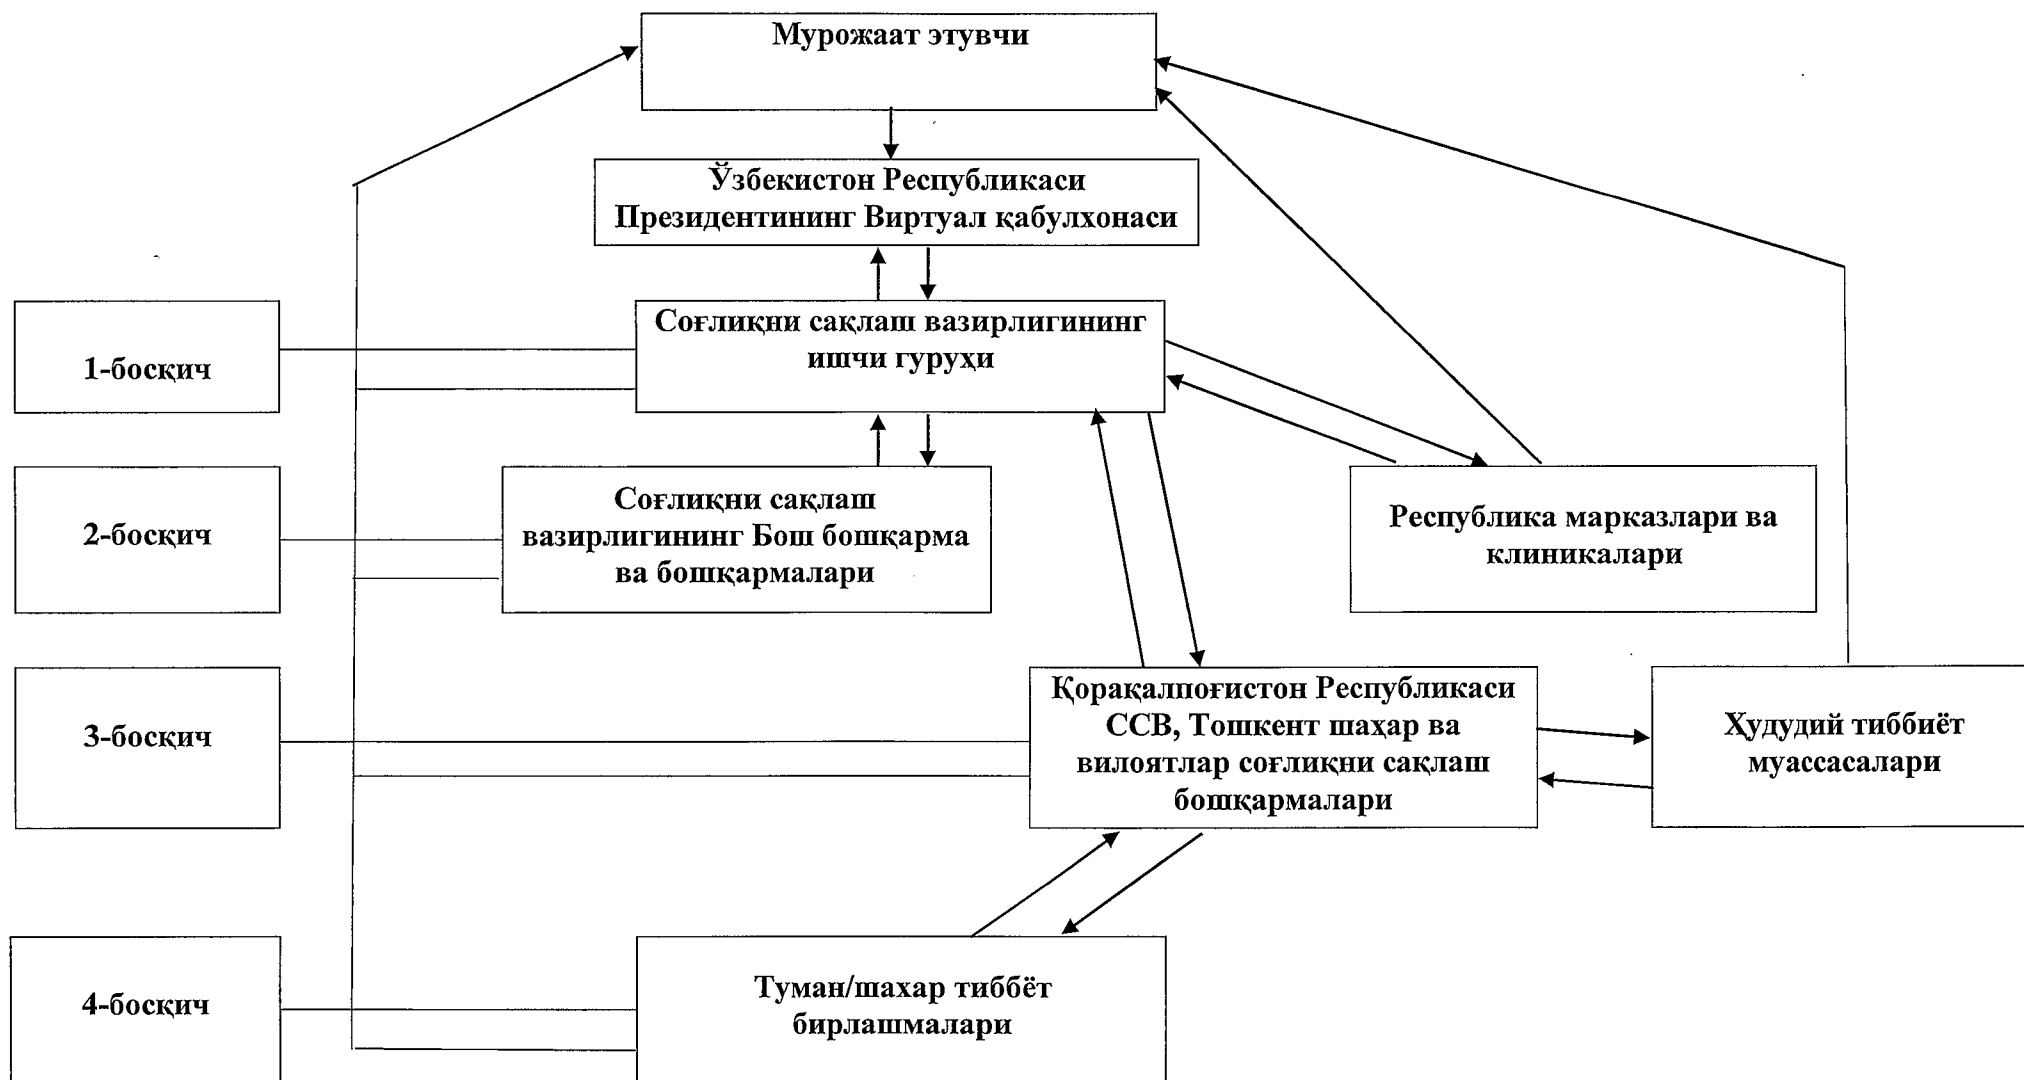 Мурожаат этувчи
Ўзбекистон Республикаси
Президентининг Виртуал қабулхонаси
1-босқич
Соғлиқни сақлаш вазирлигининг
ишчи гуруҳи
2-босқич
Соғлиқни сақлаш
вазирлигининг Бош бошқарма
ва бошқармалари
Республика марказлари ва
клиникалари
3-босқич
Қорақалпоғистон Республикаси
ССВ, Тошкент шаҳар ва
вилоятлар соғлиқни сақлаш
бошқармалари
Ҳудудий тиббиёт
муассасалари
4-босқич
Туман/шахар тиббёт
бирлашмалари